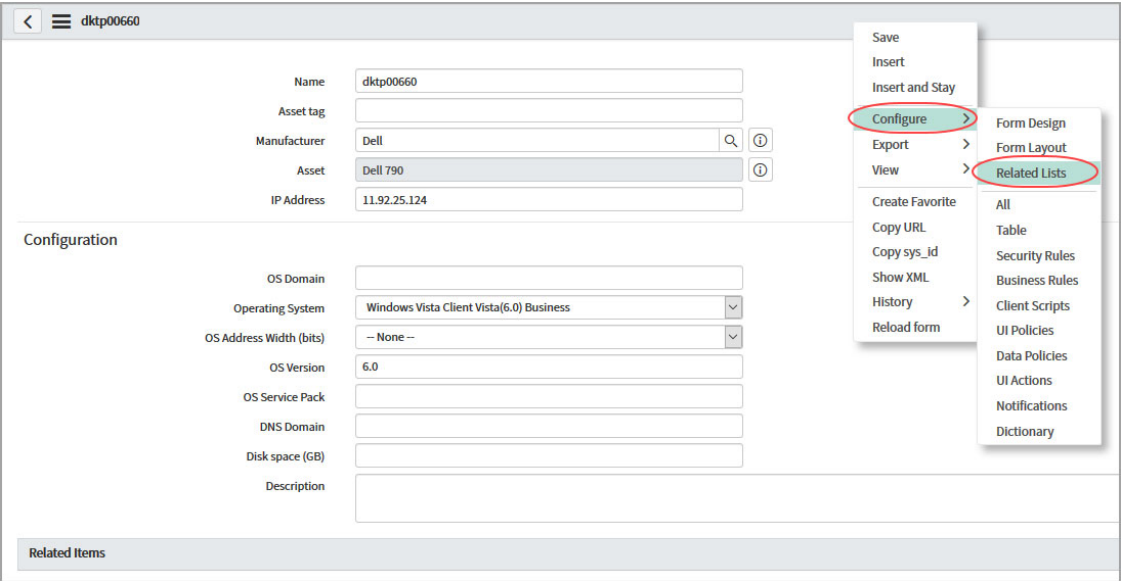 dktp00660
Name dktp00660
Asset tag
Manufacturer Dell
Asset Dell 790
IP Address 11.92.25.124
Configuration
OS Domain
Operating System Windows Vista Client Vista(6.0) Business
OS Address Width (bits) -- None --
OS Version 6.0
OS Service Pack
DNS Domain
Disk space (GB)
Description
Related Items
Save
Insert
Insert and Stay
Configure
Export
View
Create Favorite
Copy URL
Copy sys_id
Show XML
History
Reload form
Form Design
Form Layout
Related Lists
All
Table
Security Rules
Business Rules
Client Scripts
UI Policies
Data Policies
UI Actions
Notifications
Dictionary